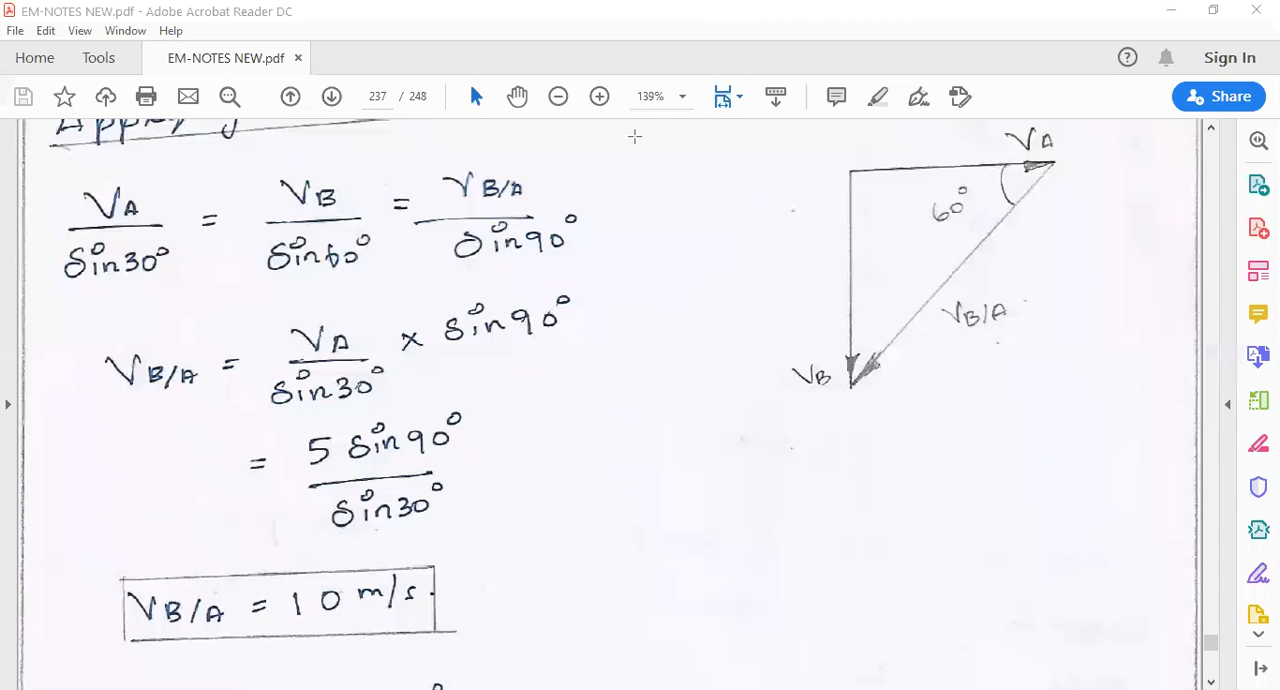 EM-NOTES NEW.pdf - Adobe Acrobat Reader DC
File Edit View Window Help
Home Tools EM-NOTES NEW.pdf × Sign In
237 / 248 139% Share
VA / Sin30° = VB / Sin60° = VB/A / Sin90°
VB/A = VA / Sin30° × Sin90°
= 5 Sin90° / Sin30°
VB/A = 10 m/s.
VA
60°
VB/A
VB